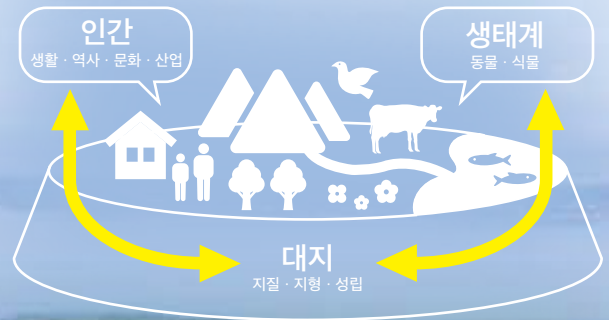 인간
생활 · 역사 · 문화 · 산업
생태계
동물 · 식물
대지
지질 · 지형 · 성립